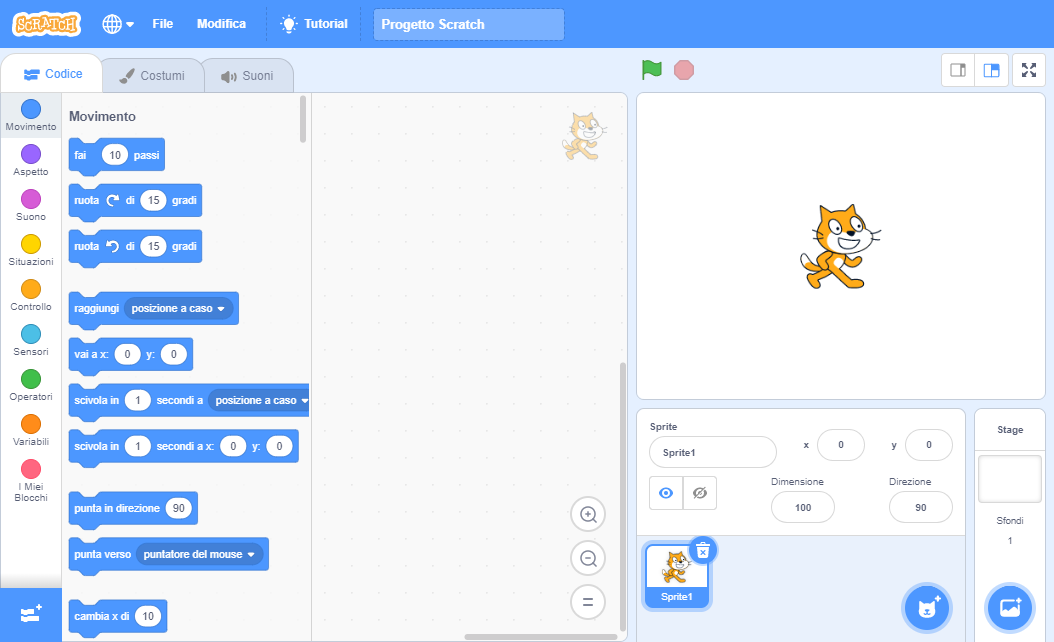 SCRATCH
File
Modifica
Tutorial
Progetto Scratch
Codice
Costumi
Suoni
Movimento
Aspetto
Suono
Situazioni
Controllo
Sensori
Operatori
Variabili
I Miei
Blocchi
Movimento
fai 10 passi
ruota di 15 gradi
ruota di 15 gradi
raggiungi posizione a caso
vai a x: 0 y: 0
scivola in 1 secondi a posizione a caso
scivola in 1 secondi a x: 0 y: 0
punta in direzione 90
punta verso puntatore del mouse
cambia x di 10
Sprite
Sprite1
x 0
y 0
Dimensione
100
Direzione
90
Sprite1
Stage
Sfondi
1